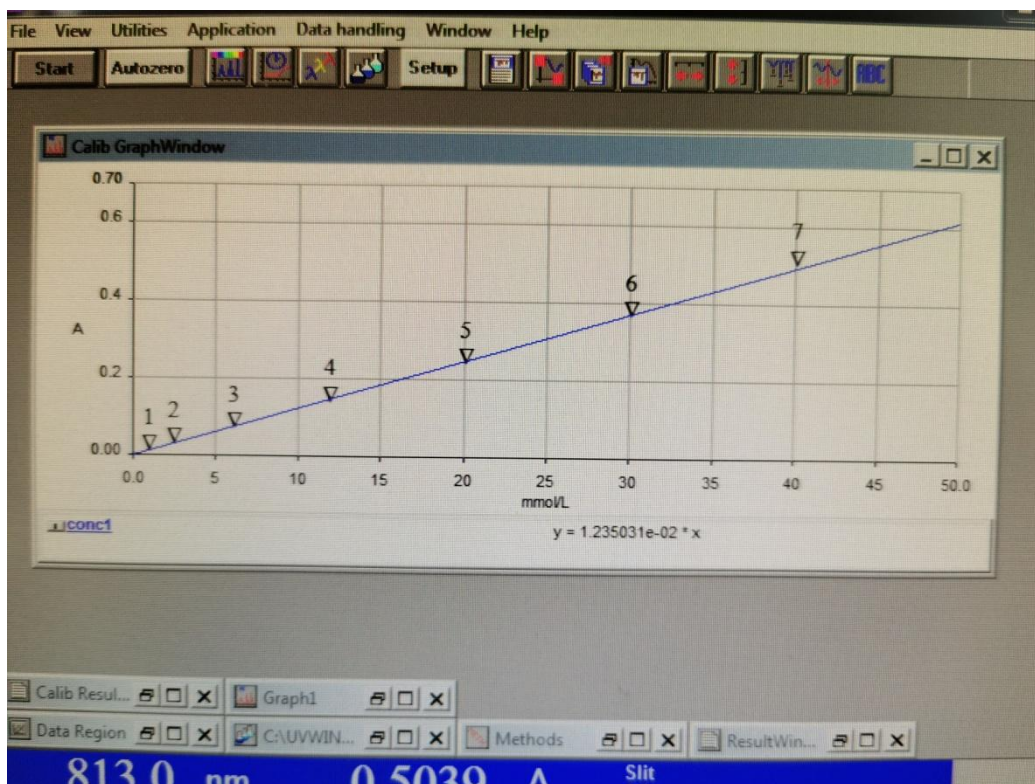 File View Utilities Application Data handling Window Help
Start Autozero Setup ABC
Calib GraphWindow
0.70
0.6
0.4
A
0.2
0.00
1 2 3 4 5 6 7
0.0 5 10 15 20 25 30 35 40 45 50.0
mmol/L
conc1
y = 1.235031e-02 * x
Calib Resul... Graph1
Data Region C:\UVWIN... Methods ResultWin...
813.0 nm 0.5039 A Slit